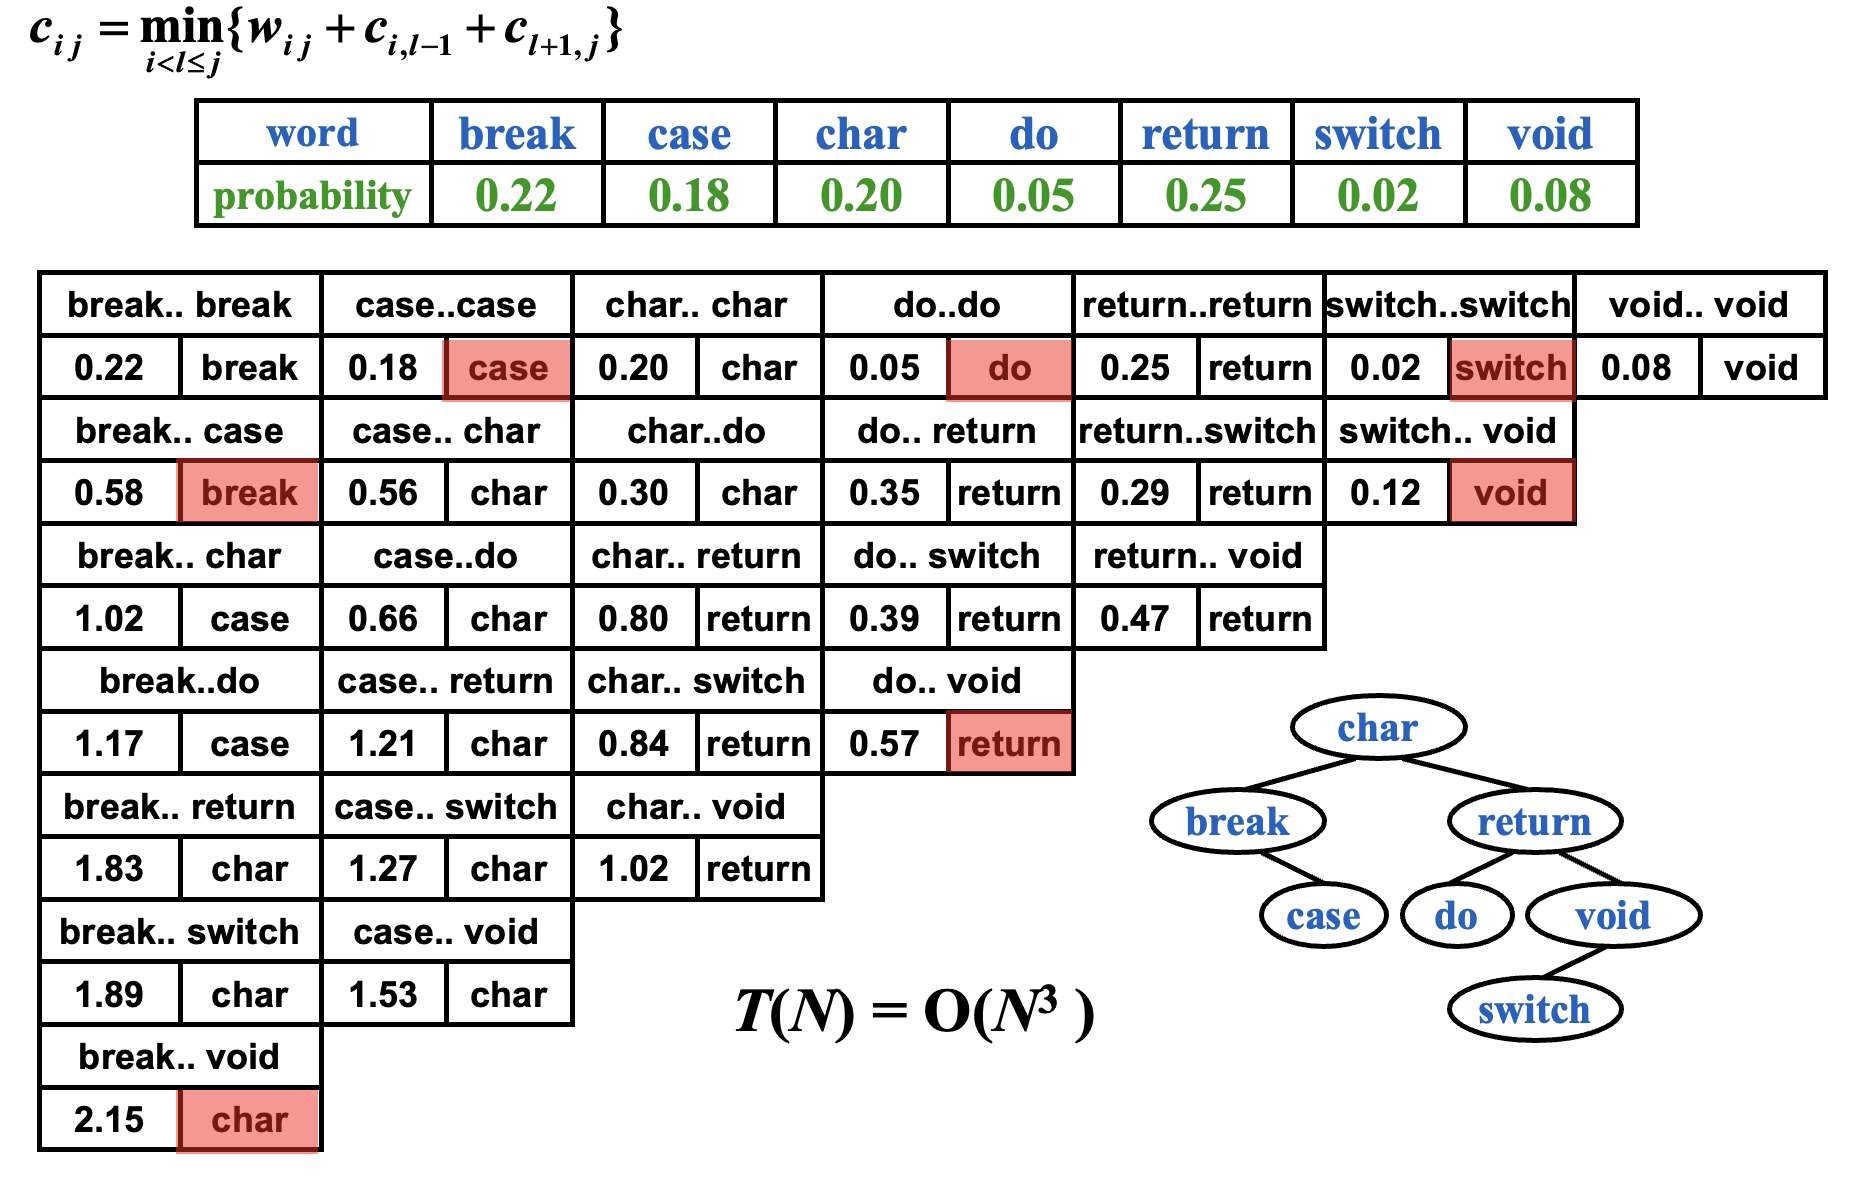 c_{ij} = min_{i<l≤j}{w_{ij} + c_{i,l−1} + c_{l+1,j}}
word break case char do return switch void
probability 0.22 0.18 0.20 0.05 0.25 0.02 0.08
break.. break case..case char.. char do..do return..return switch..switch void.. void
0.22 break 0.18 case 0.20 char 0.05 do 0.25 return 0.02 switch 0.08 void
break.. case case.. char char..do do.. return return..switch switch.. void
0.58 break 0.56 char 0.30 char 0.35 return 0.29 return 0.12 void
break.. char case..do char.. return do.. switch return.. void
1.02 case 0.66 char 0.80 return 0.39 return 0.47 return
break..do case.. return char.. switch do.. void
1.17 case 1.21 char 0.84 return 0.57 return
break.. return case.. switch char.. void
1.83 char 1.27 char 1.02 return
break.. switch case.. void
1.89 char 1.53 char
break.. void
2.15 char
char
break return
case do void
switch
T(N) = O(N³ )